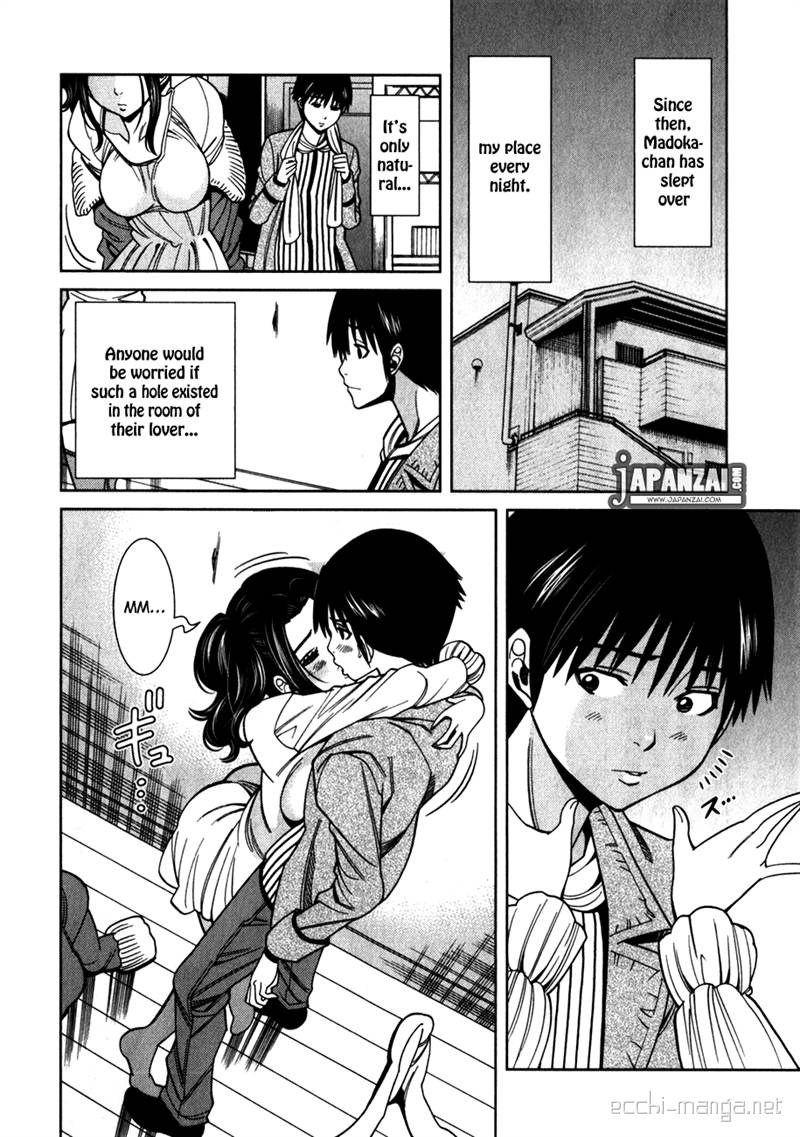 Since
then,
Madoka-
chan has
slept
over
my place
every
night.
It's
only
natu-
ral...
Anyone would
be worried if
such a hole existed
in the room of
their lover...
JAPANZAI.COM
WWW.JAPANZAI.COM
ス...
MM...
ギュ...
ecchi-manga.net